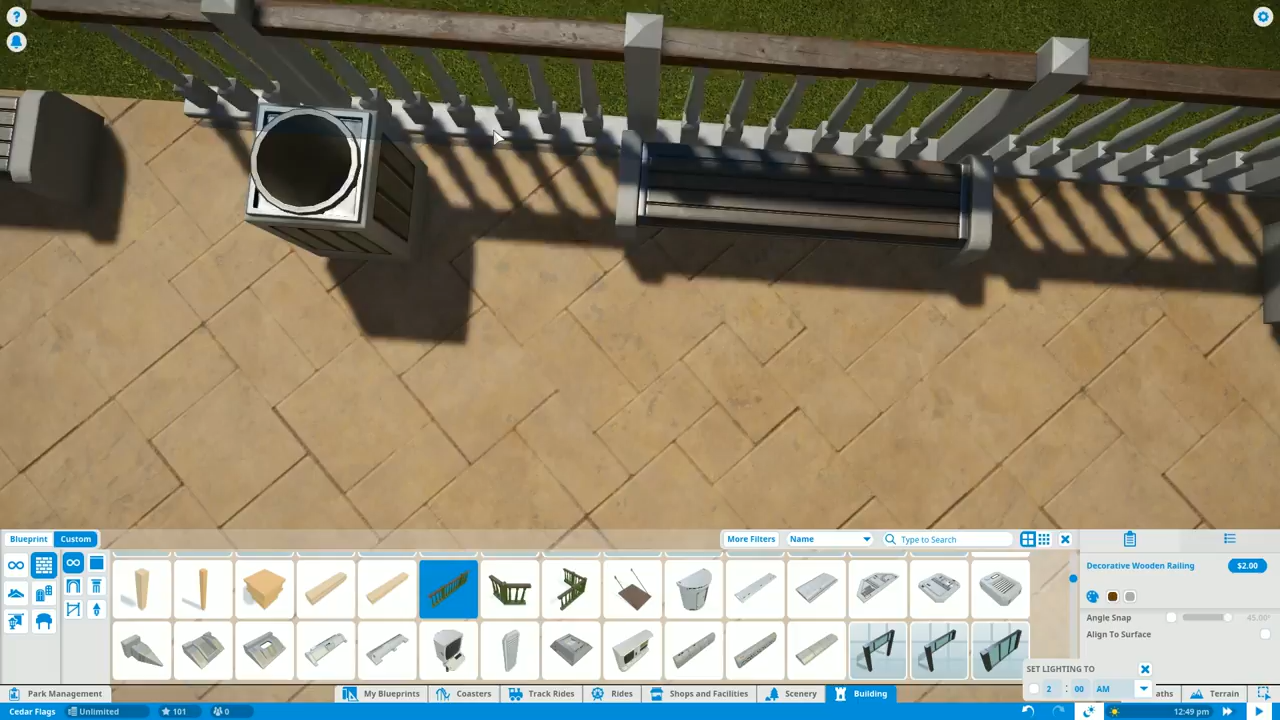 ?
Blueprint
Custom
More Filters
Name
Type to Search
Decorative Wooden Railing
$2.00
Angle Snap
45.00°
Align To Surface
SET LIGHTING TO
2 : 00 AM
Park Management
My Blueprints
Coasters
Track Rides
Rides
Shops and Facilities
Scenery
Building
aths
Terrain
Cedar Flags
Unlimited
101
0
12:49 pm